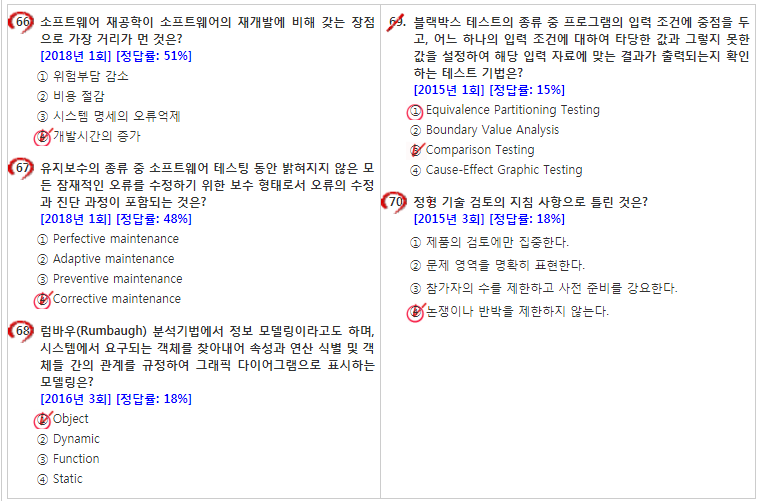 66. 소프트웨어 재공학이 소프트웨어의 재개발에 비해 갖는 장점
으로 가장 거리가 먼 것은?
[2018년 1회] [정답률: 51%]
① 위험부담 감소
② 비용 절감
③ 시스템 명세의 오류억제
④ 개발시간의 증가
67. 유지보수의 종류 중 소프트웨어 테스팅 동안 밝혀지지 않은 모
든 잠재적인 오류를 수정하기 위한 보수 형태로서 오류의 수정
과 진단 과정이 포함되는 것은?
[2018년 1회] [정답률: 48%]
① Perfective maintenance
② Adaptive maintenance
③ Preventive maintenance
④ Corrective maintenance
68. 럼바우(Rumbaugh) 분석기법에서 정보 모델링이라고도 하며,
시스템에서 요구되는 객체를 찾아내어 속성과 연산 식별 및 객
체들 간의 관계를 규정하여 그래픽 다이어그램으로 표시하는
모델링은?
[2016년 3회] [정답률: 18%]
① Object
② Dynamic
③ Function
④ Static
69. 블랙박스 테스트의 종류 중 프로그램의 입력 조건에 중점을 두
고, 어느 하나의 입력 조건에 대하여 타당한 값과 그렇지 못한
값을 설정하여 해당 입력 자료에 맞는 결과가 출력되는지 확인
하는 테스트 기법은?
[2015년 1회] [정답률: 15%]
① Equivalence Partitioning Testing
② Boundary Value Analysis
③ Comparison Testing
④ Cause-Effect Graphic Testing
70. 정형 기술 검토의 지침 사항으로 틀린 것은?
[2015년 3회] [정답률: 18%]
① 제품의 검토에만 집중한다.
② 문제 영역을 명확히 표현한다.
③ 참가자의 수를 제한하고 사전 준비를 강요한다.
④ 논쟁이나 반박을 제한하지 않는다.